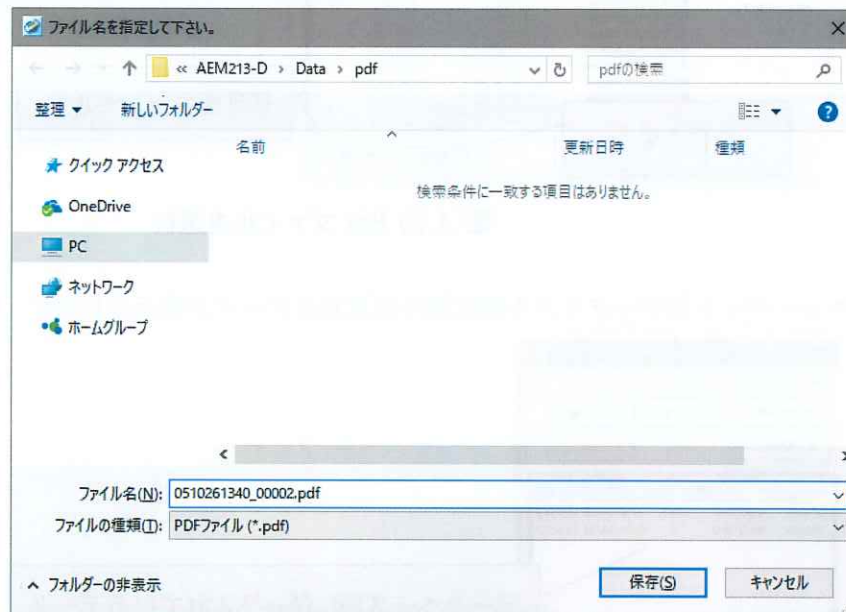 ファイル名を指定して下さい。
« AEM213-D › Data › pdf
pdfの検索
整理
新しいフォルダー
名前
更新日時
種類
クイック アクセス
OneDrive
PC
ネットワーク
ホームグループ
検索条件に一致する項目はありません。
ファイル名(N): 0510261340_00002.pdf
ファイルの種類(T): PDFファイル (*.pdf)
フォルダーの非表示
保存(S)
キャンセル